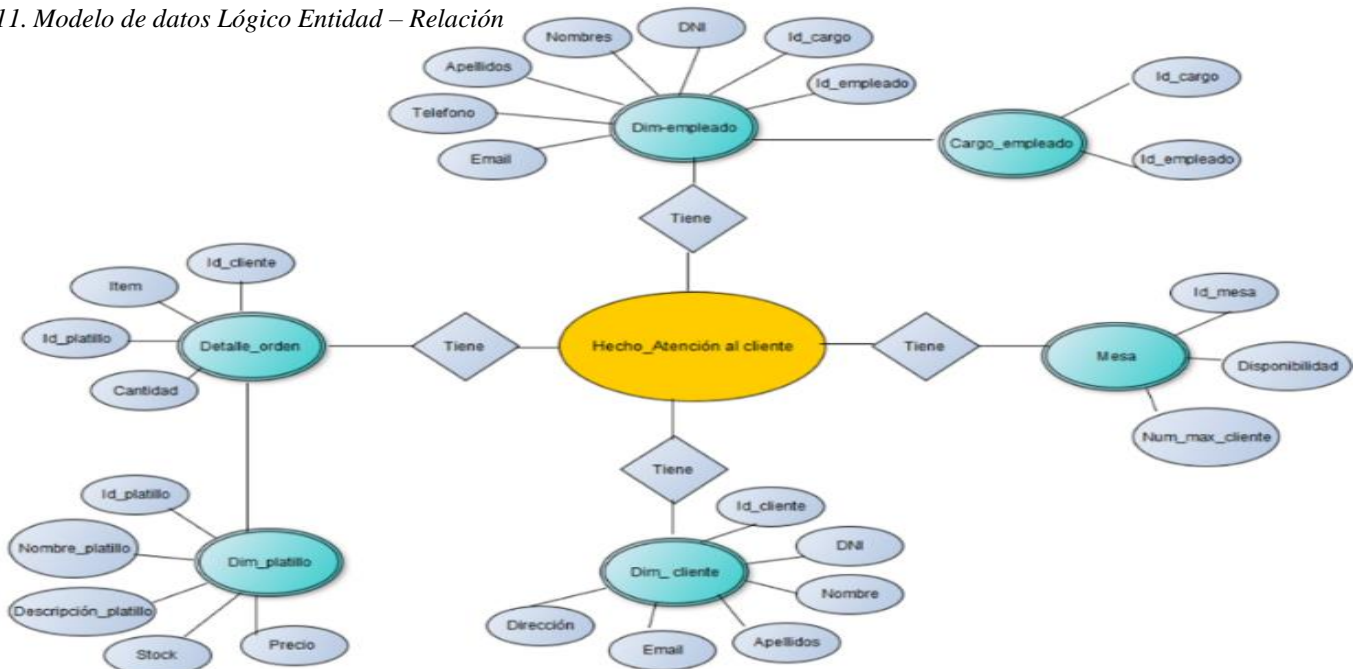 11. Modelo de datos Lógico Entidad – Relación
Nombres
DNI
Id_cargo
Apellidos
Id_empleado
Telefono
Email
Dim-empleado
Cargo_empleado
Id_cargo
Id_empleado
Tiene
Id_cliente
Item
Id_platillo
Cantidad
Detalle_orden
Tiene
Hecho_Atención al cliente
Tiene
Mesa
Id_mesa
Disponibilidad
Num_max_cliente
Tiene
Id_platillo
Nombre_platillo
Descripción_platillo
Stock
Precio
Dim_platillo
Id_cliente
DNI
Nombre
Apellidos
Email
Dirección
Dim_ cliente